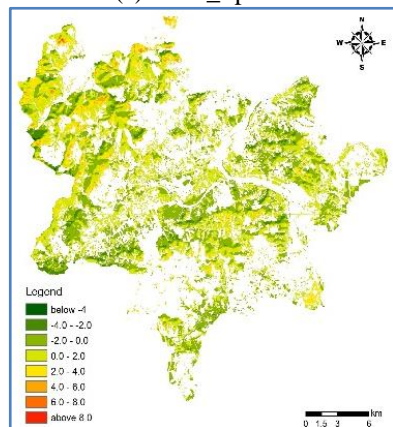 N
W E
S
Legend
below -4
-4.0 - -2.0
-2.0 - 0.0
0.0 - 2.0
2.0 - 4.0
4.0 - 6.0
6.0 - 8.0
above 8.0
km
0 1.5 3 6